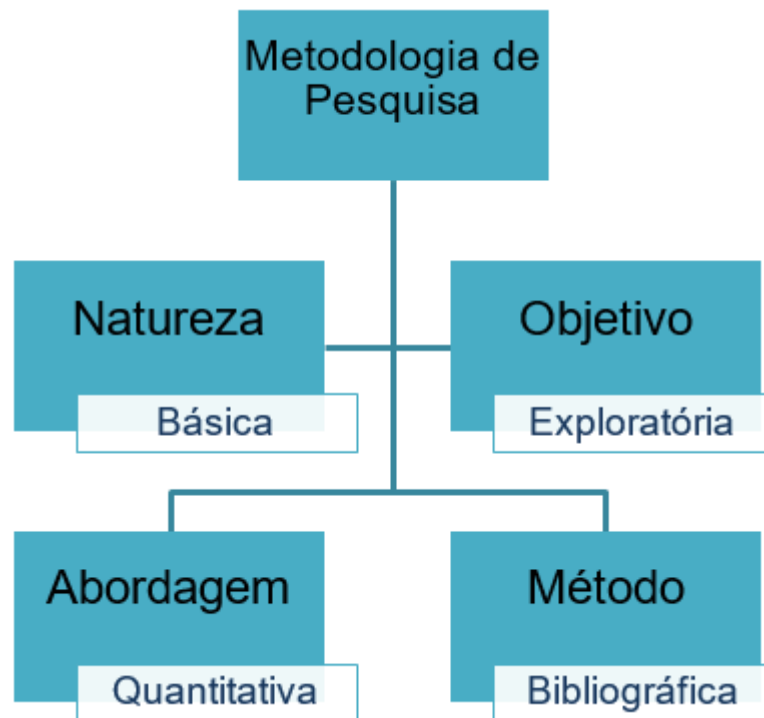 Metodologia de
Pesquisa
Natureza
Básica
Objetivo
Exploratória
Abordagem
Quantitativa
Método
Bibliográfica